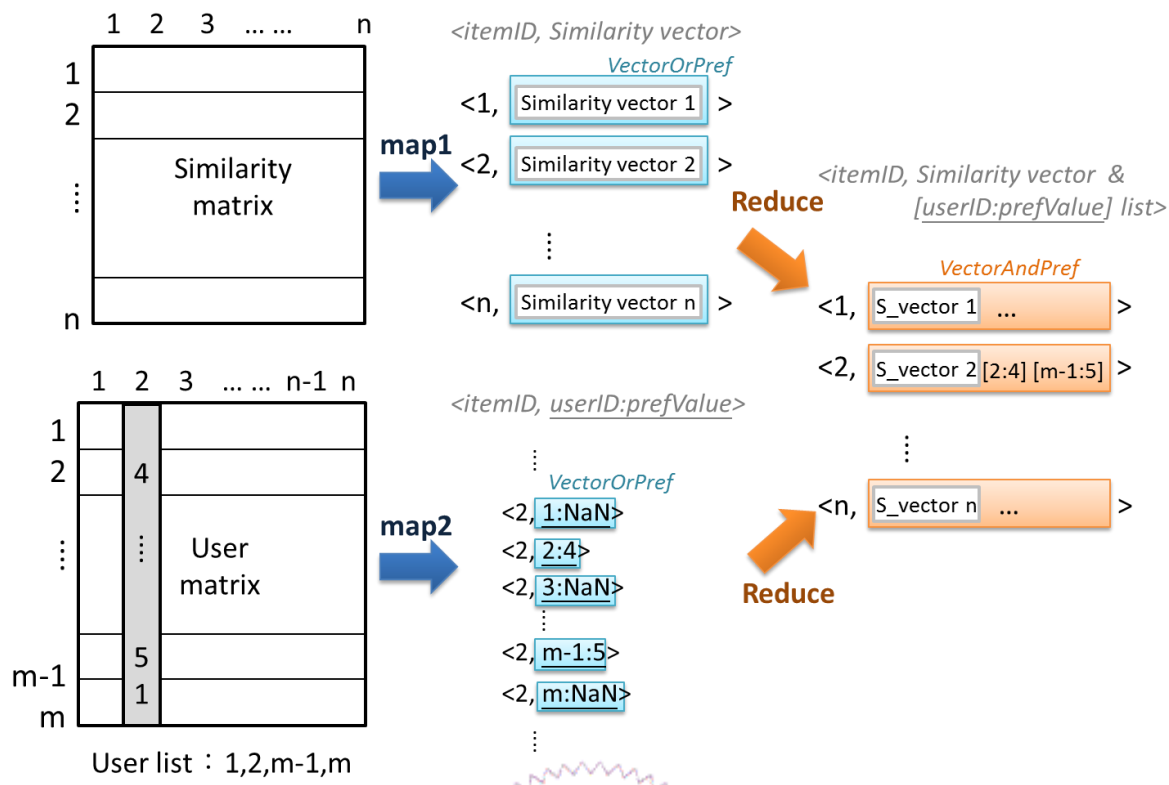 1 2 3 ... ... n
1
2
⋮
n
Similarity
matrix
map1
<itemID, Similarity vector>
VectorOrPref
<1, Similarity vector 1 >
<2, Similarity vector 2 >
⋮
<n, Similarity vector n >
Reduce
1 2 3 ... ... n-1 n
1
2
⋮
m-1
m
4
⋮
5
1
User
matrix
User list：1,2,m-1,m
map2
<itemID, userID:prefValue>
⋮
VectorOrPref
<2, 1:NaN>
<2, 2:4>
<2, 3:NaN>
⋮
<2, m-1:5>
<2, m:NaN>
⋮
Reduce
<itemID, Similarity vector &
[userID:prefValue] list>
VectorAndPref
<1, S_vector 1 ... >
<2, S_vector 2 [2:4] [m-1:5] >
⋮
<n, S_vector n ... >